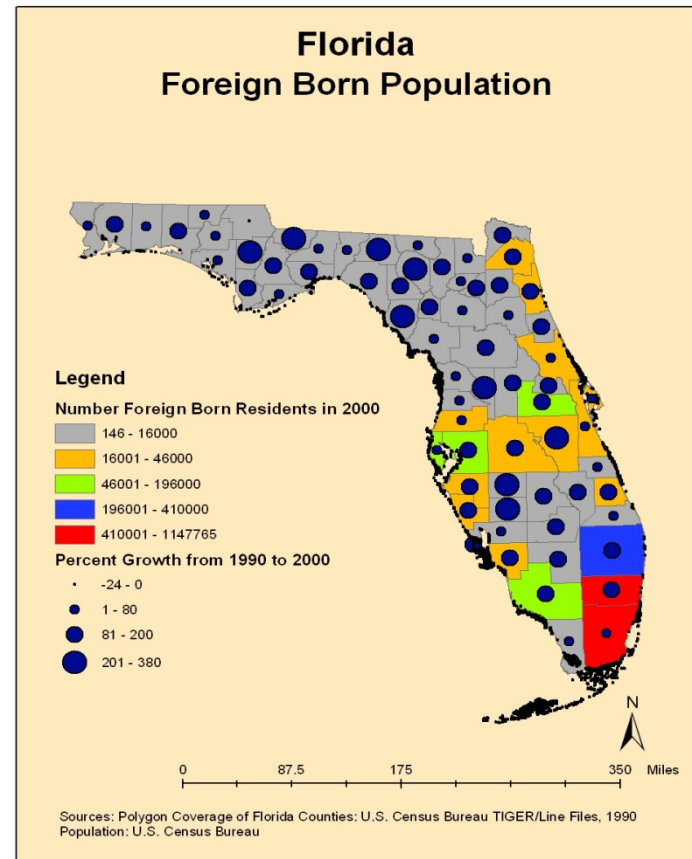 Florida
Foreign Born Population
Legend
Number Foreign Born Residents in 2000
146 - 16000
16001 - 46000
46001 - 196000
196001 - 410000
410001 - 1147765
Percent Growth from 1990 to 2000
-24 - 0
1 - 80
81 - 200
201 - 380
N
0 87.5 175 350 Miles
Sources: Polygon Coverage of Florida Counties: U.S. Census Bureau TIGER/Line Files, 1990
Population: U.S. Census Bureau